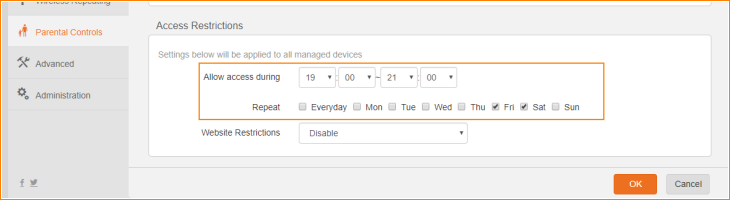 Wireless Repeating
Parental Controls
Advanced
Administration
Access Restrictions
Settings below will be applied to all managed devices
Allow access during 19 : 00 ~ 21 : 00
Repeat Everyday Mon Tue Wed Thu Fri Sat Sun
Website Restrictions Disable
OK Cancel